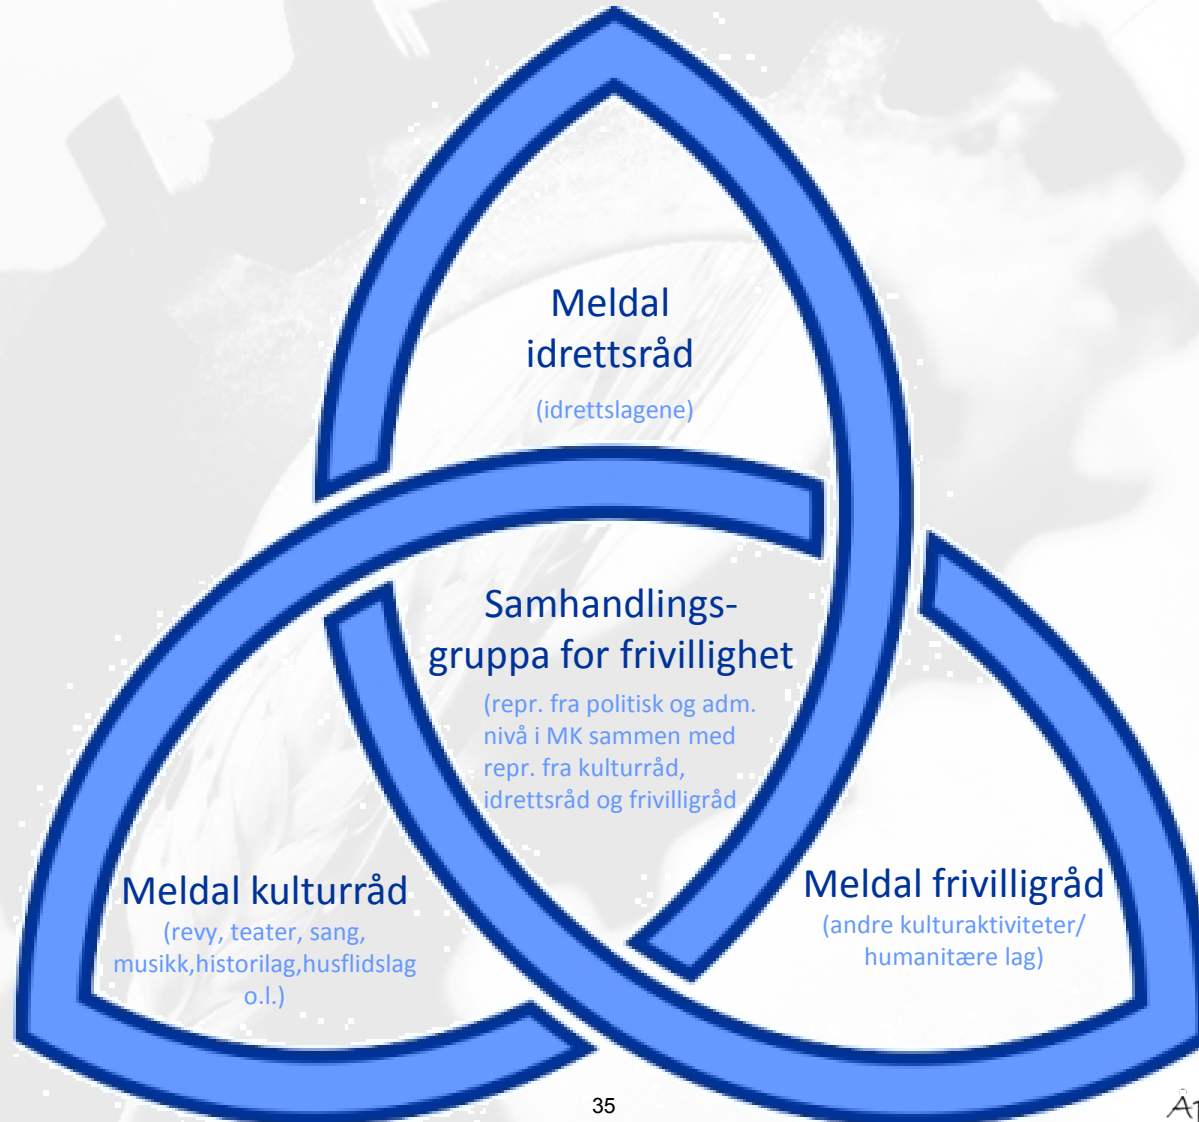 Meldal
idrettsråd
(idrettslagene)
Samhandlings-
gruppa for frivillighet
(repr. fra politisk og adm.
nivå i MK sammen med
repr. fra kulturråd,
idrettsråd og frivilligråd
Meldal kulturråd
(revy, teater, sang,
musikk,historilag,husflidslag
o.l.)
Meldal frivilligråd
(andre kulturaktiviteter/
humanitære lag)
35